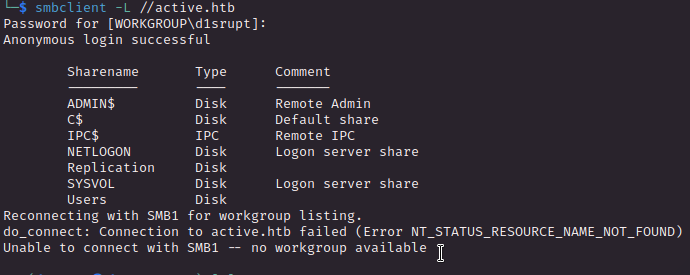 └─$ smbclient -L //active.htb
Password for [WORKGROUP\d1srupt]:
Anonymous login successful
Sharename Type Comment
--------- ---- -------
ADMIN$ Disk Remote Admin
C$ Disk Default share
IPC$ IPC Remote IPC
NETLOGON Disk Logon server share
Replication Disk
SYSVOL Disk Logon server share
Users Disk
Reconnecting with SMB1 for workgroup listing.
do_connect: Connection to active.htb failed (Error NT_STATUS_RESOURCE_NAME_NOT_FOUND)
Unable to connect with SMB1 -- no workgroup available